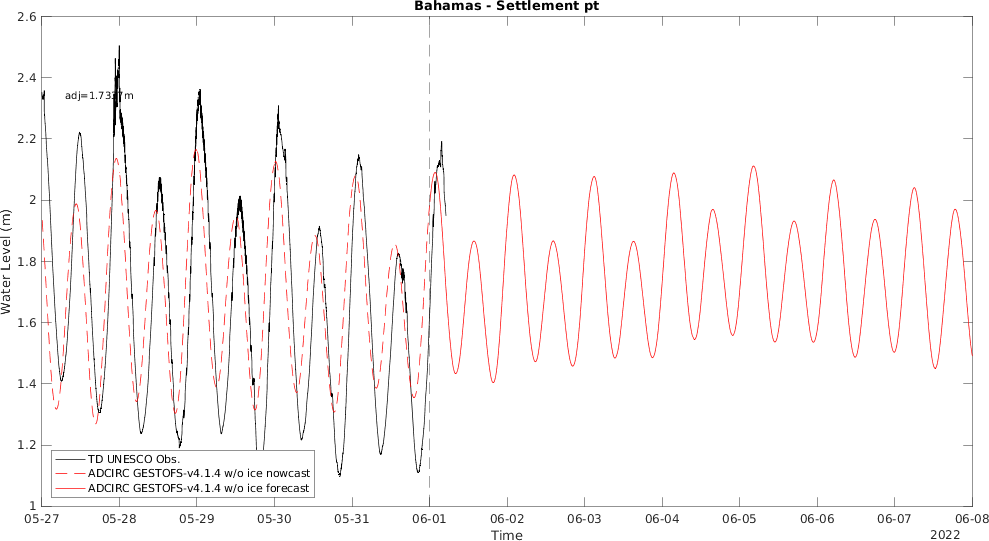 Bahamas - Settlement pt
2.6
2.4
2.2
2
1.8
1.6
1.4
1.2
1
Water Level (m)
TD UNESCO Obs.
ADCIRC GESTOFS-v4.1.4 w/o ice nowcast
ADCIRC GESTOFS-v4.1.4 w/o ice forecast
05-27 05-28 05-29 05-30 05-31 06-01 06-02 06-03 06-04 06-05 06-06 06-07 06-08
Time
2022